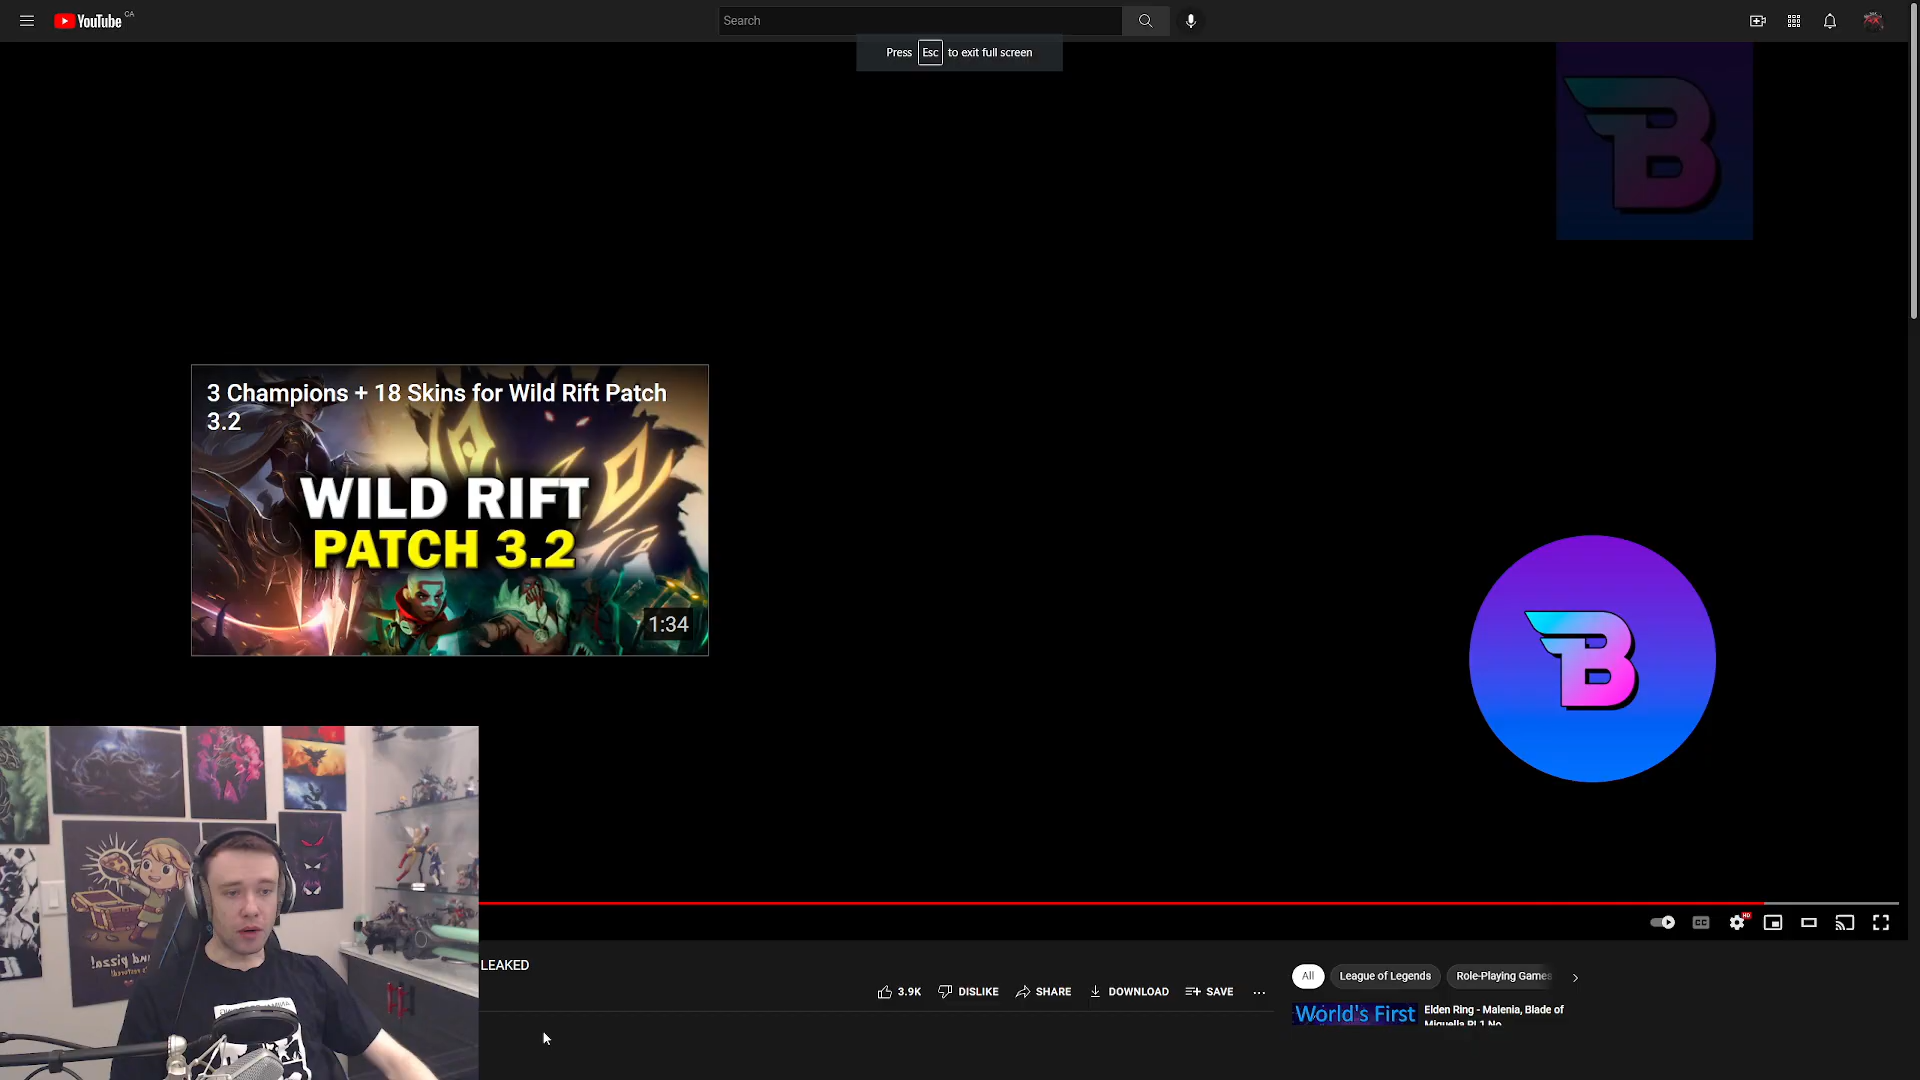 YouTube CA
Search
Press Esc to exit full screen
3 Champions + 18 Skins for Wild Rift Patch
3.2
WILD RIFT
PATCH 3.2
1:34
B
B
CC
HD
LEAKED
3.9K
DISLIKE
SHARE
DOWNLOAD
SAVE
All
League of Legends
Role-Playing Games
World's First
Elden Ring - Malenia, Blade of